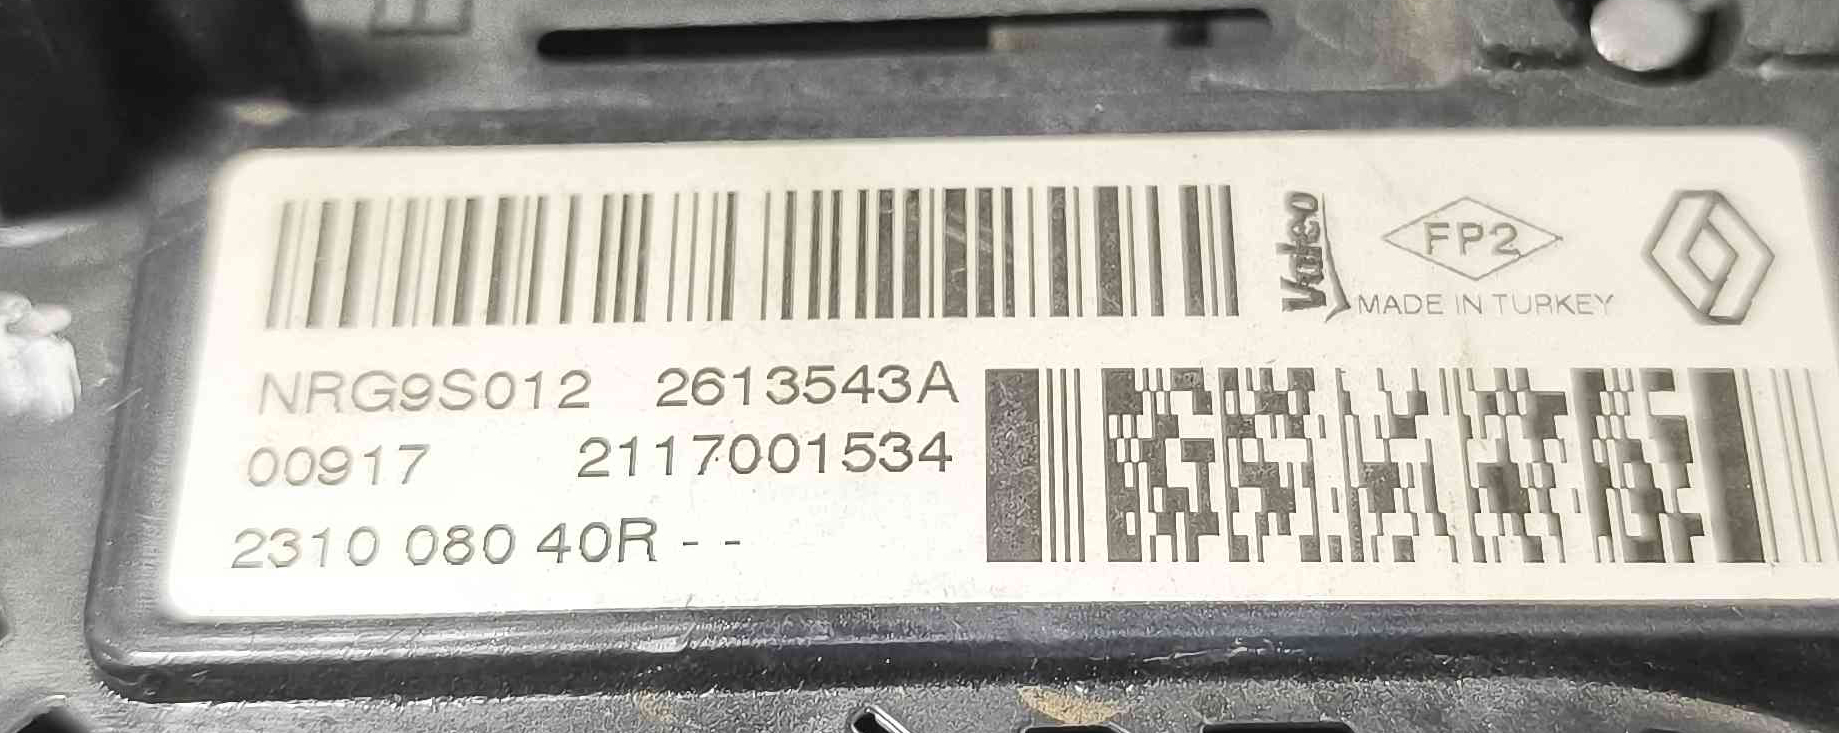 Valeo
FP2
MADE IN TURKEY
NRG9S012 2613543A
00917 2117001534
2310 080 40R - -